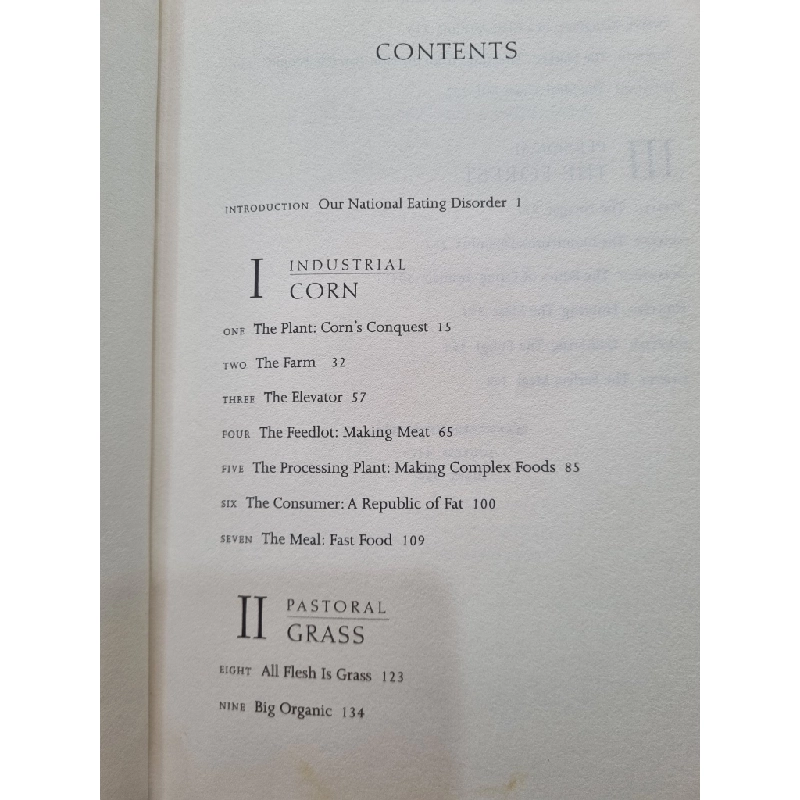 CONTENTS
INTRODUCTION Our National Eating Disorder 1
I INDUSTRIAL
CORN
ONE The Plant: Corn's Conquest 15
TWO The Farm 32
THREE The Elevator 57
FOUR The Feedlot: Making Meat 65
FIVE The Processing Plant: Making Complex Foods 85
SIX The Consumer: A Republic of Fat 100
SEVEN The Meal: Fast Food 109
II PASTORAL
GRASS
EIGHT All Flesh Is Grass 123
NINE Big Organic 134